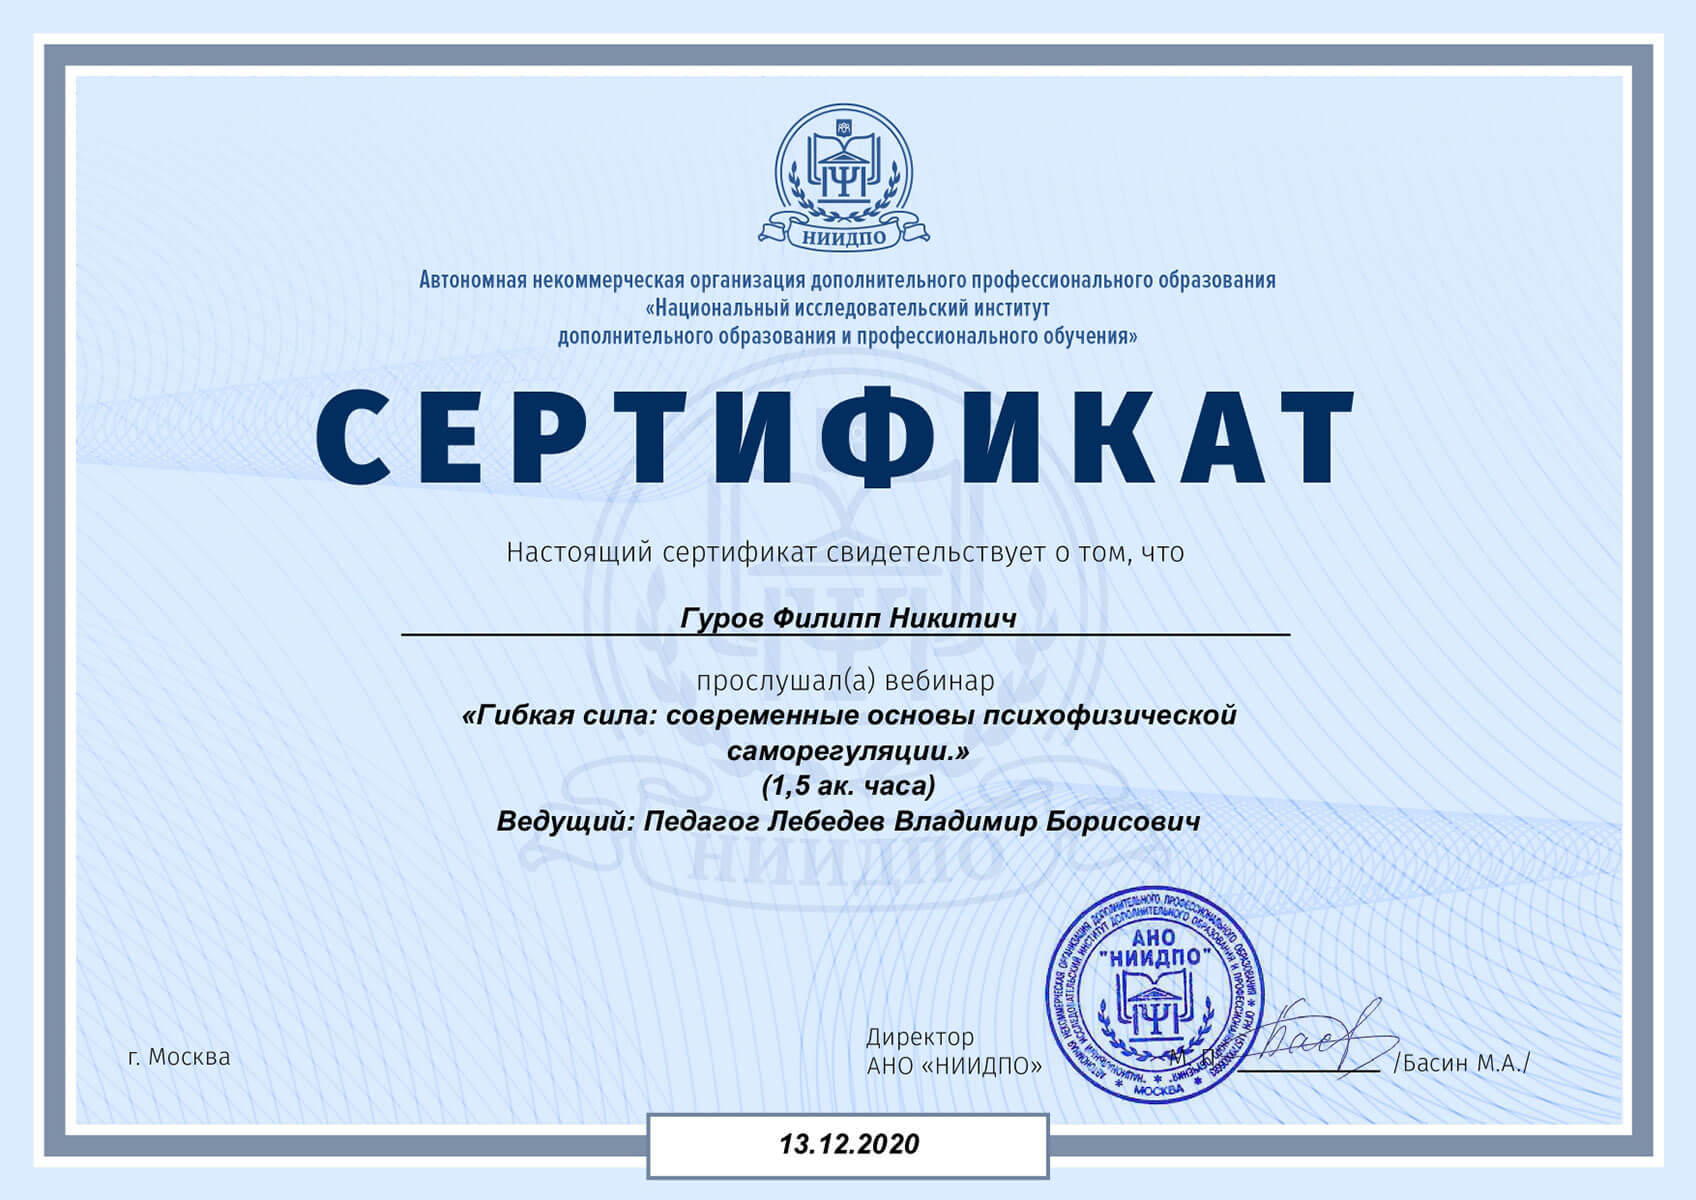 НИИДПО
Автономная некоммерческая организация дополнительного профессионального образования
«Национальный исследовательский институт
дополнительного образования и профессионального обучения»
СЕРТИФИКАТ
Настоящий сертификат свидетельствует о том, что
Гуров Филипп Никитич
прослушал(а) вебинар
«Гибкая сила: современные основы психофизической
саморегуляции.»
(1,5 ак. часа)
Ведущий: Педагог Лебедев Владимир Борисович
НИИДПО
АНО
"НИИДПО"
АВТОНОМНАЯ НЕКОММЕРЧЕСКАЯ ОРГАНИЗАЦИЯ ДОПОЛНИТЕЛЬНОГО ПРОФЕССИОНАЛЬНОГО ОБРАЗОВАНИЯ * ОГРН
"НАЦИОНАЛЬНЫЙ ИССЛЕДОВАТЕЛЬСКИЙ ИНСТИТУТ ДОПОЛНИТЕЛЬНОГО ОБРАЗОВАНИЯ И ПРОФЕССИОНАЛЬНОГО ОБУЧЕНИЯ"
* МОСКВА *
г. Москва
Директор
АНО «НИИДПО»
М. П.
/Басин М.А./
13.12.2020